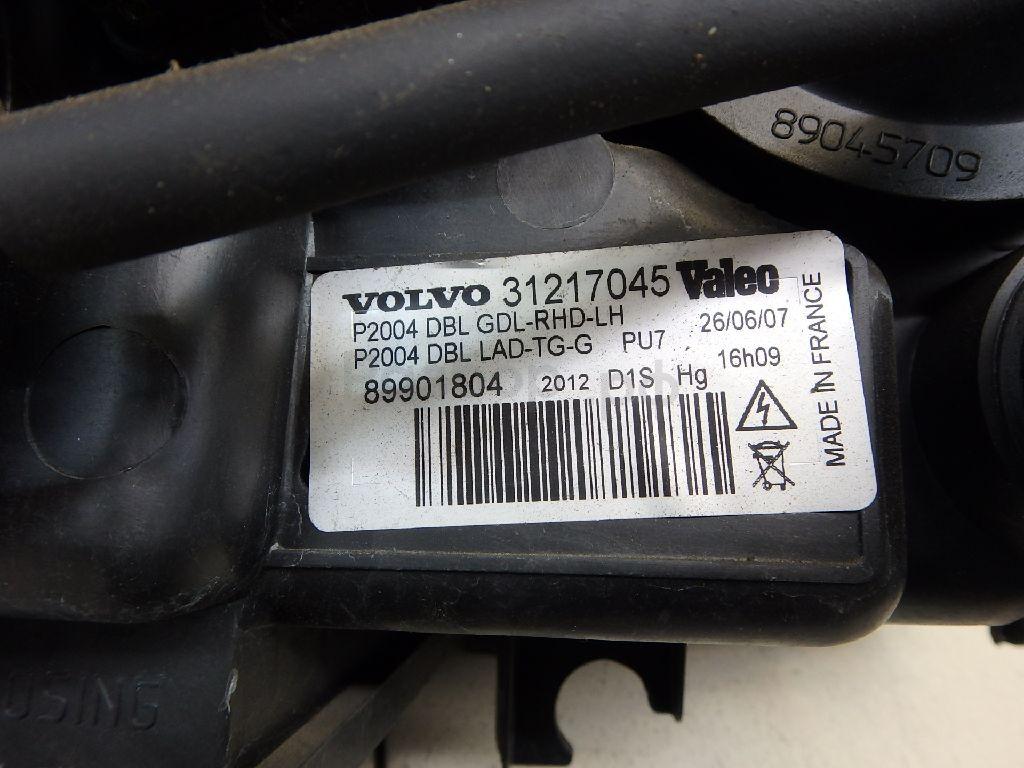 89045709
VOLVO 31217045 Valeo
P2004 DBL GDL-RHD-LH 26/06/07
P2004 DBL LAD-TG-G PU7 16h09
89901804 2012 D1S Hg
MADE IN FRANCE
OSING